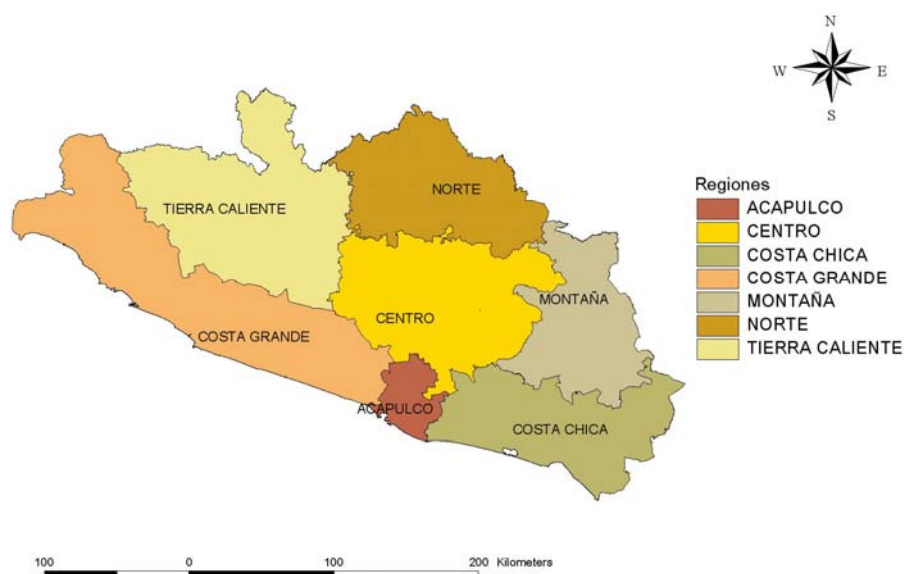 N
W E
S
NORTE
TIERRA CALIENTE
MONTAÑA
CENTRO
COSTA GRANDE
ACAPULCO
COSTA CHICA
Regiones
ACAPULCO
CENTRO
COSTA CHICA
COSTA GRANDE
MONTAÑA
NORTE
TIERRA CALIENTE
100 0 100 200 Kilometers